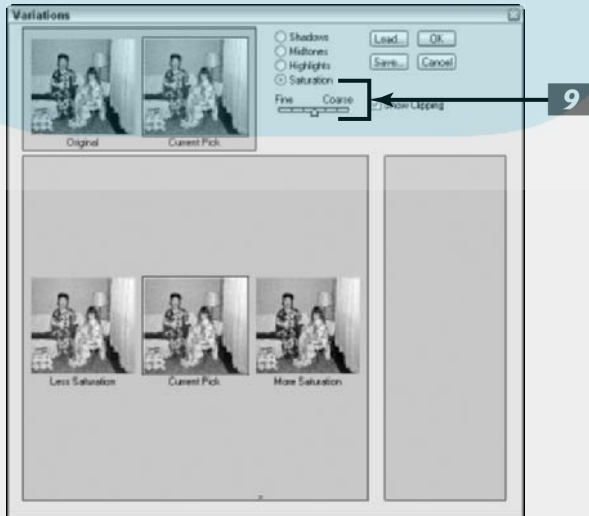 Variations
Original
Current Pick
Shadows
Midtones
Highlights
Saturation
Fine Coarse
Load... OK
Save... Cancel
Show Clipping
9
Less Saturation
Current Pick
More Saturation